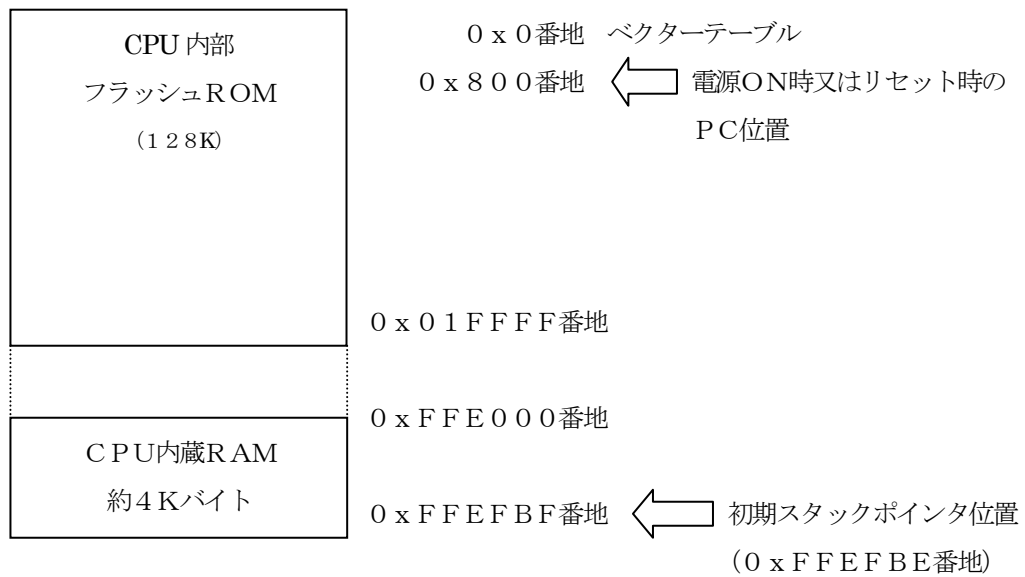 CPU 内部
フラッシュＲＯＭ
（１２８K）
０ｘ０番地　ベクターテーブル
０ｘ８００番地
電源ＯＮ時又はリセット時の
ＰＣ位置
０ｘ０１ＦＦＦＦ番地
０ｘＦＦＥ０００番地
ＣＰＵ内蔵ＲＡＭ
約４Ｋバイト
０ｘＦＦＥＦＢＦ番地
初期スタックポインタ位置
（０ｘＦＦＥＦＢＥ番地）